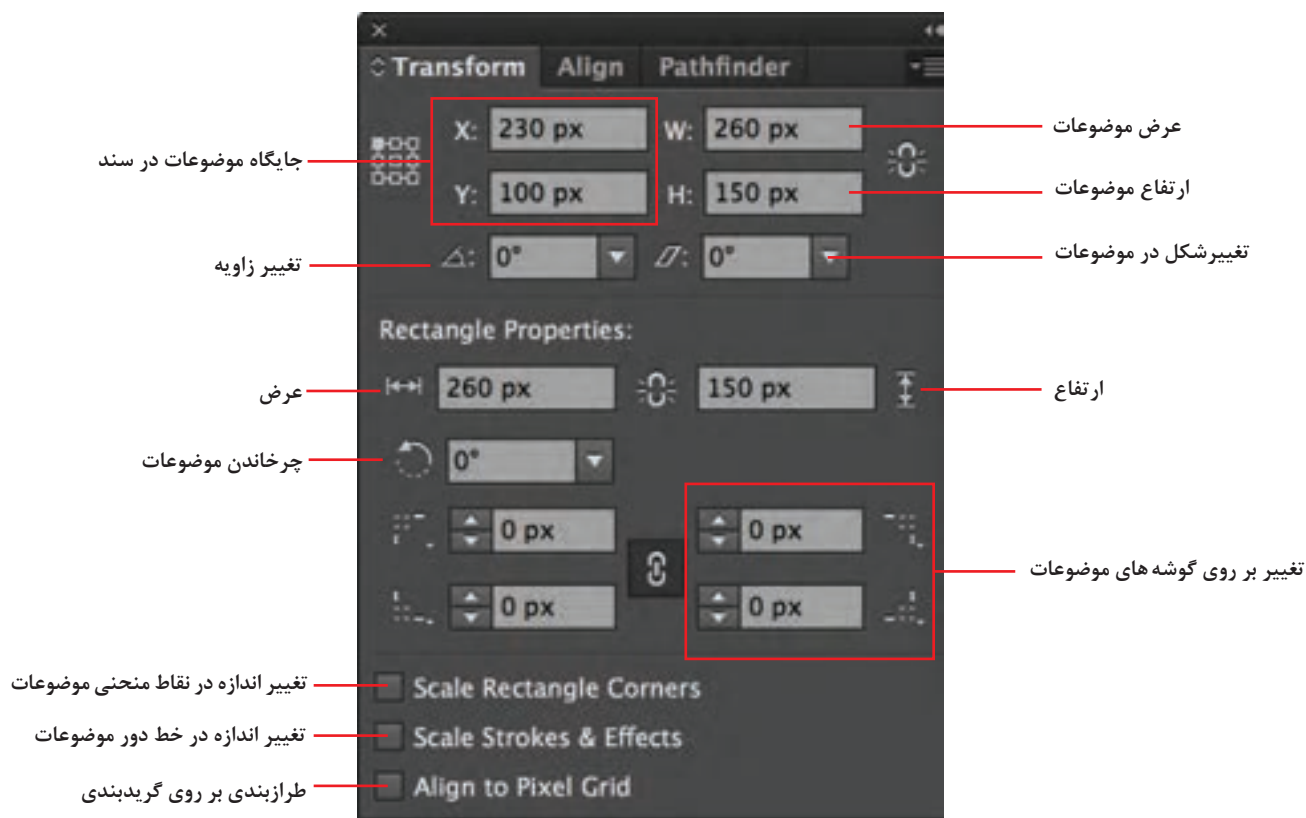 Transform Align Pathfinder
X: 230 px W: 260 px
عرض موضوعات
جایگاه موضوعات در سند
Y: 100 px H: 150 px
ارتفاع موضوعات
تغییر زاویه
0° 0°
تغییرشکل در موضوعات
Rectangle Properties:
عرض
260 px 150 px
ارتفاع
چرخاندن موضوعات
0°
0 px 0 px
تغییر بر روی گوشه های موضوعات
0 px 0 px
تغییر اندازه در نقاط منحنی موضوعات
Scale Rectangle Corners
تغییر اندازه در خط دور موضوعات
Scale Strokes & Effects
طرازبندی بر روی گریدبندی
Align to Pixel Grid